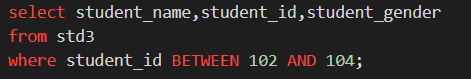 select student_name,student_id,student_gender
from std3
where student_id BETWEEN 102 AND 104;